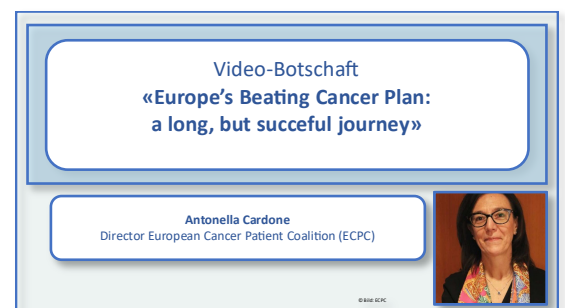 Video-Botschaft
«Europe's Beating Cancer Plan:
a long, but succeful journey»
Antonella Cardone
Director European Cancer Patient Coalition (ECPC)
© Bild: ECPC